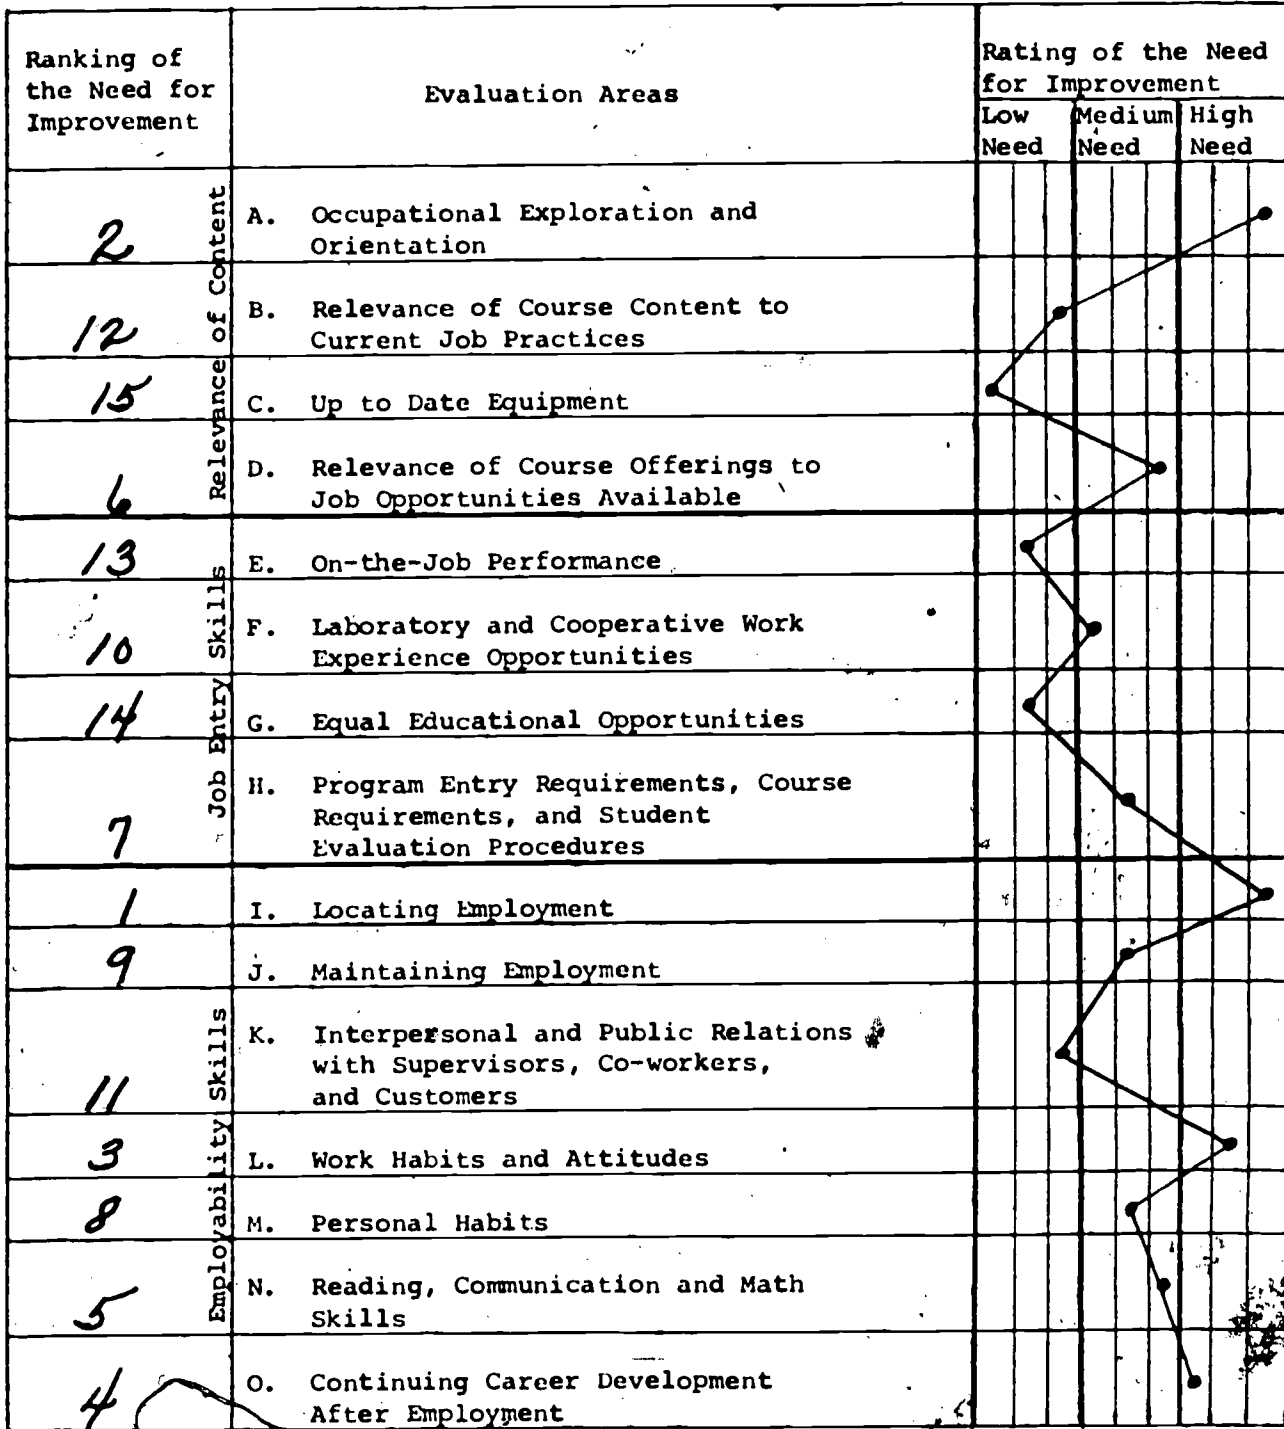 Ranking of
the Need for
Improvement
Evaluation Areas
Rating of the Need
for Improvement
Low
Need
Medium
Need
High
Need
Relevance of Content
2
A. Occupational Exploration and
Orientation
12
B. Relevance of Course Content to
Current Job Practices
15
C. Up to Date Equipment
6
D. Relevance of Course Offerings to
Job Opportunities Available
Job Entry Skills
13
E. On-the-Job Performance
10
F. Laboratory and Cooperative Work
Experience Opportunities
14
G. Equal Educational Opportunities
7
H. Program Entry Requirements, Course
Requirements, and Student
Evaluation Procedures
Employability Skills
1
I. Locating Employment
9
J. Maintaining Employment
11
K. Interpersonal and Public Relations
with Supervisors, Co-workers,
and Customers
3
L. Work Habits and Attitudes
8
M. Personal Habits
5
N. Reading, Communication and Math
Skills
4
O. Continuing Career Development
After Employment